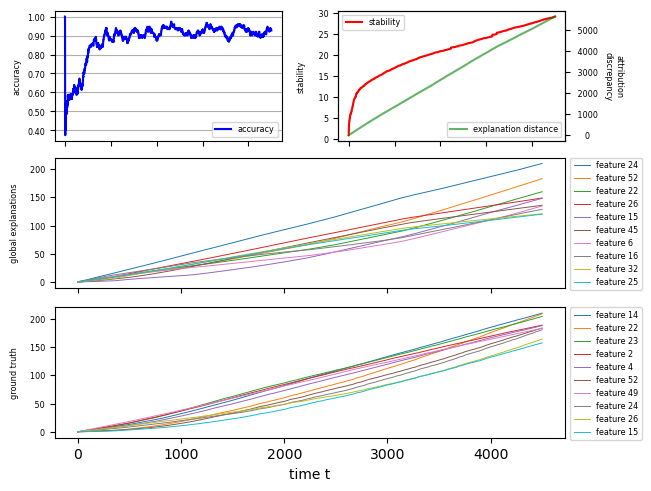 1.00
0.90
0.80
0.70
0.60
0.50
0.40
accuracy
accuracy
30
25
20
15
10
5
0
stability
stability
explanation distance
5000
4000
3000
2000
1000
0
attribution
discrepancy
200
150
100
50
0
global explanations
feature 24
feature 52
feature 22
feature 26
feature 15
feature 45
feature 6
feature 16
feature 32
feature 25
200
150
100
50
0
ground truth
feature 14
feature 22
feature 23
feature 2
feature 4
feature 52
feature 49
feature 24
feature 26
feature 15
0
1000
2000
3000
4000
time t